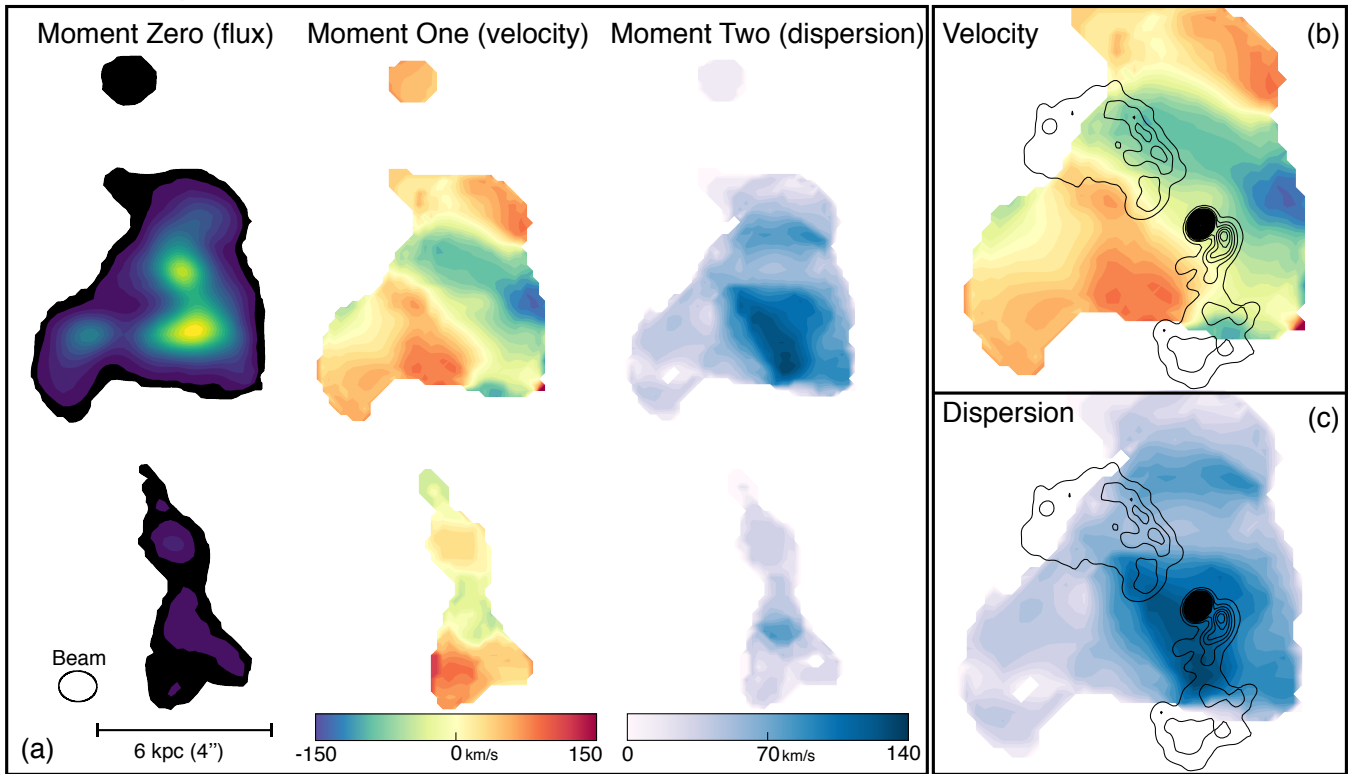 Moment Zero (flux)
Moment One (velocity)
Moment Two (dispersion)
Beam
6 kpc (4”)
(a)
-150
0 km/s
150
0
70 km/s
140
Velocity
(b)
Dispersion
(c)